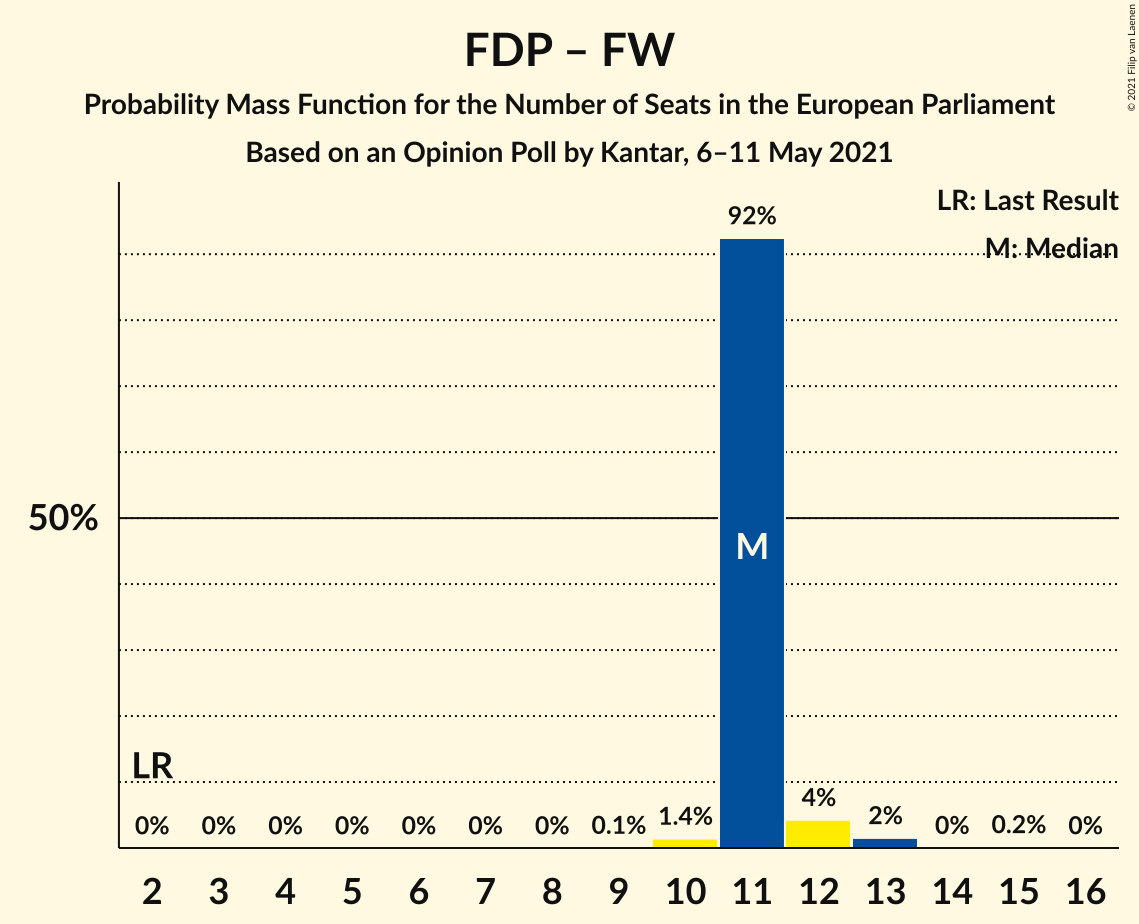 FDP – FW
Probability Mass Function for the Number of Seats in the European Parliament
Based on an Opinion Poll by Kantar, 6–11 May 2021
© 2021 Filip van Laenen
LR: Last Result
M: Median
92%
50%
M
LR
0% 0% 0% 0% 0% 0% 0% 0.1% 1.4% 4% 2% 0% 0.2% 0%
2 3 4 5 6 7 8 9 10 11 12 13 14 15 16